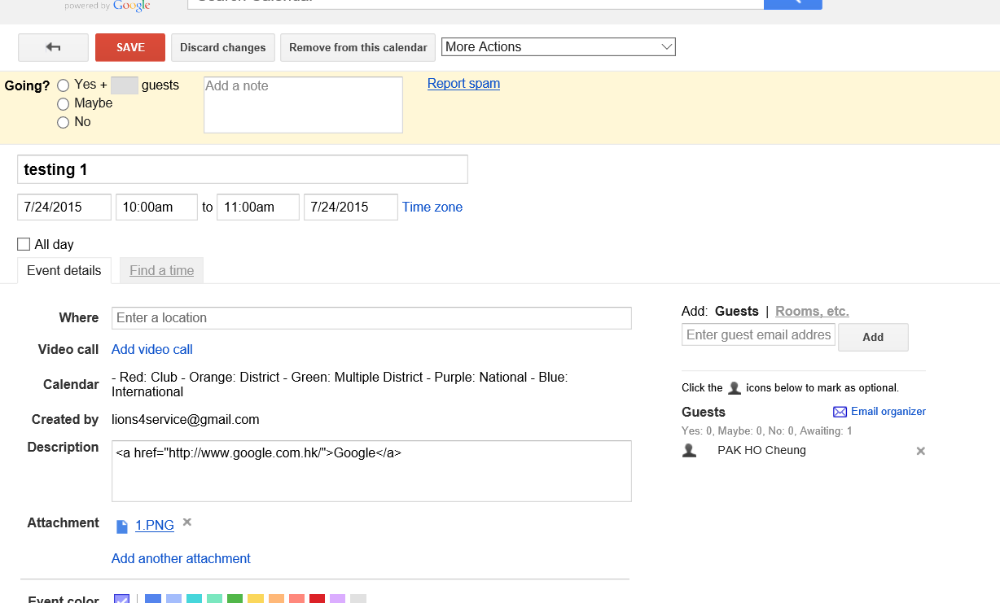 powered by Google Search Calendar
SAVE Discard changes Remove from this calendar More Actions
Going? Yes + guests Add a note Report spam
Maybe
No
testing 1
7/24/2015 10:00am to 11:00am 7/24/2015 Time zone
All day
Event details Find a time
Where Enter a location
Video call Add video call
Calendar - Red: Club - Orange: District - Green: Multiple District - Purple: National - Blue:
International
Created by lions4service@gmail.com
Description <a href="http://www.google.com.hk/">Google</a>
Attachment 1.PNG
Add another attachment
Event color
Add: Guests | Rooms, etc.
Enter guest email addres Add
Click the icons below to mark as optional.
Guests Email organizer
Yes: 0, Maybe: 0, No: 0, Awaiting: 1
PAK HO Cheung